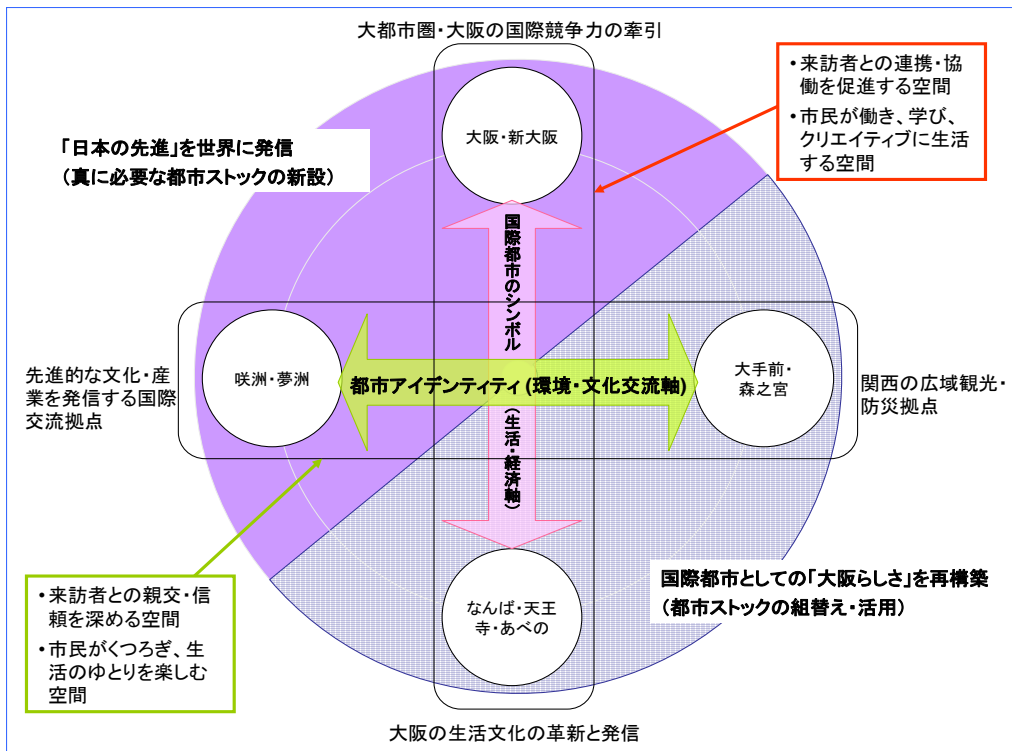 大都市圏・大阪の国際競争力の牽引
・来訪者との連携・協
働を促進する空間
・市民が働き、学び、
クリエイティブに生活
する空間
大阪・新大阪
「日本の先進」を世界に発信
（真に必要な都市ストックの新設）
国際都市のシンボル（生活・経済軸）
先進的な文化・産
業を発信する国際
交流拠点
咲洲・夢洲
都市アイデンティティ(環境・文化交流軸)
大手前・
森之宮
関西の広域観光・
防災拠点
・来訪者との親交・信
頼を深める空間
・市民がくつろぎ、生
活のゆとりを楽しむ
空間
なんば・天王
寺・あべの
国際都市としての「大阪らしさ」を再構築
（都市ストックの組替え・活用）
大阪の生活文化の革新と発信